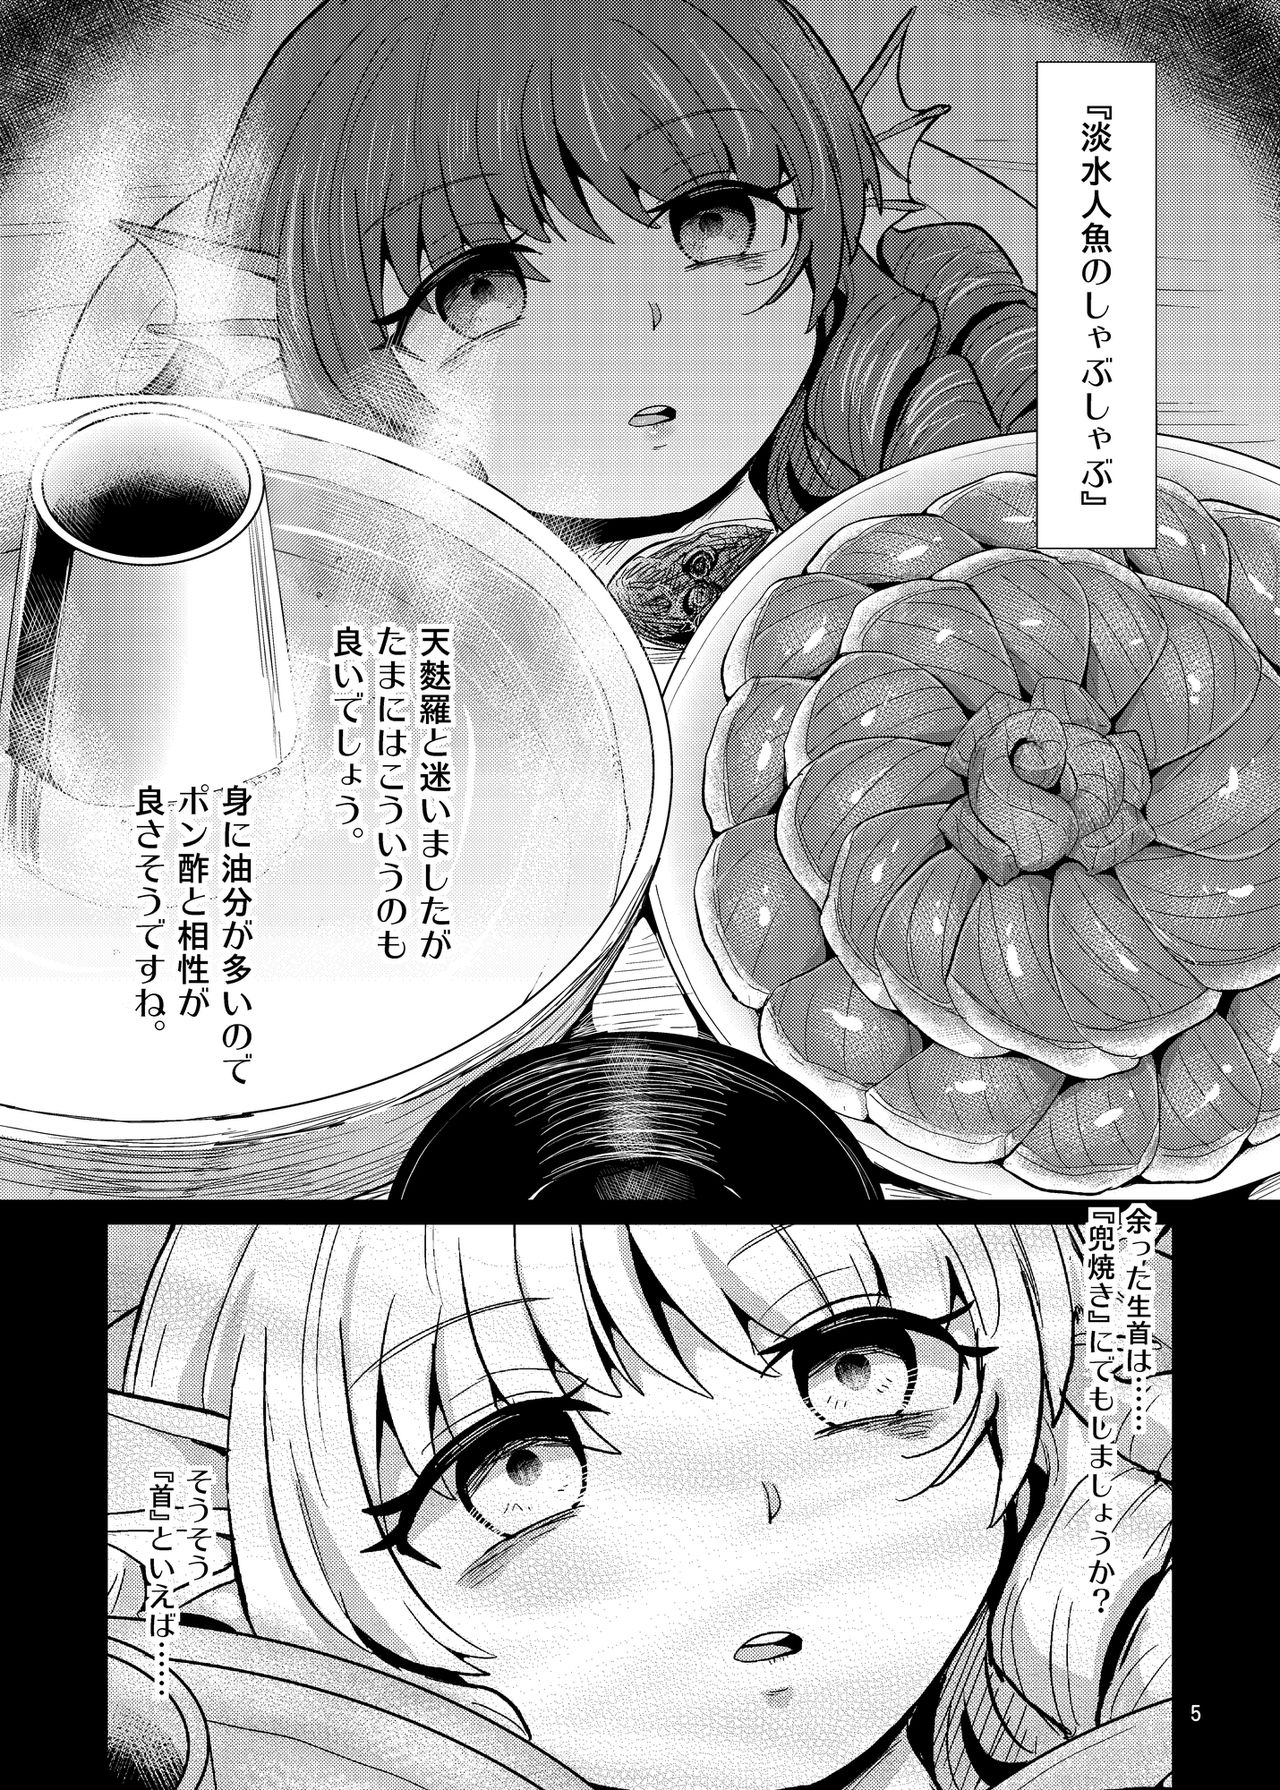 『淡水人魚のしゃぶしゃぶ』
天麩羅と迷いましたが
たまにはこういうのも
良いでしょう。
身に油分が多いので
ポン酢と相性が
良さそうですね。
余った生首は……
『兜焼き』にでもしましょうか？
そうそう
『首』といえば……
5